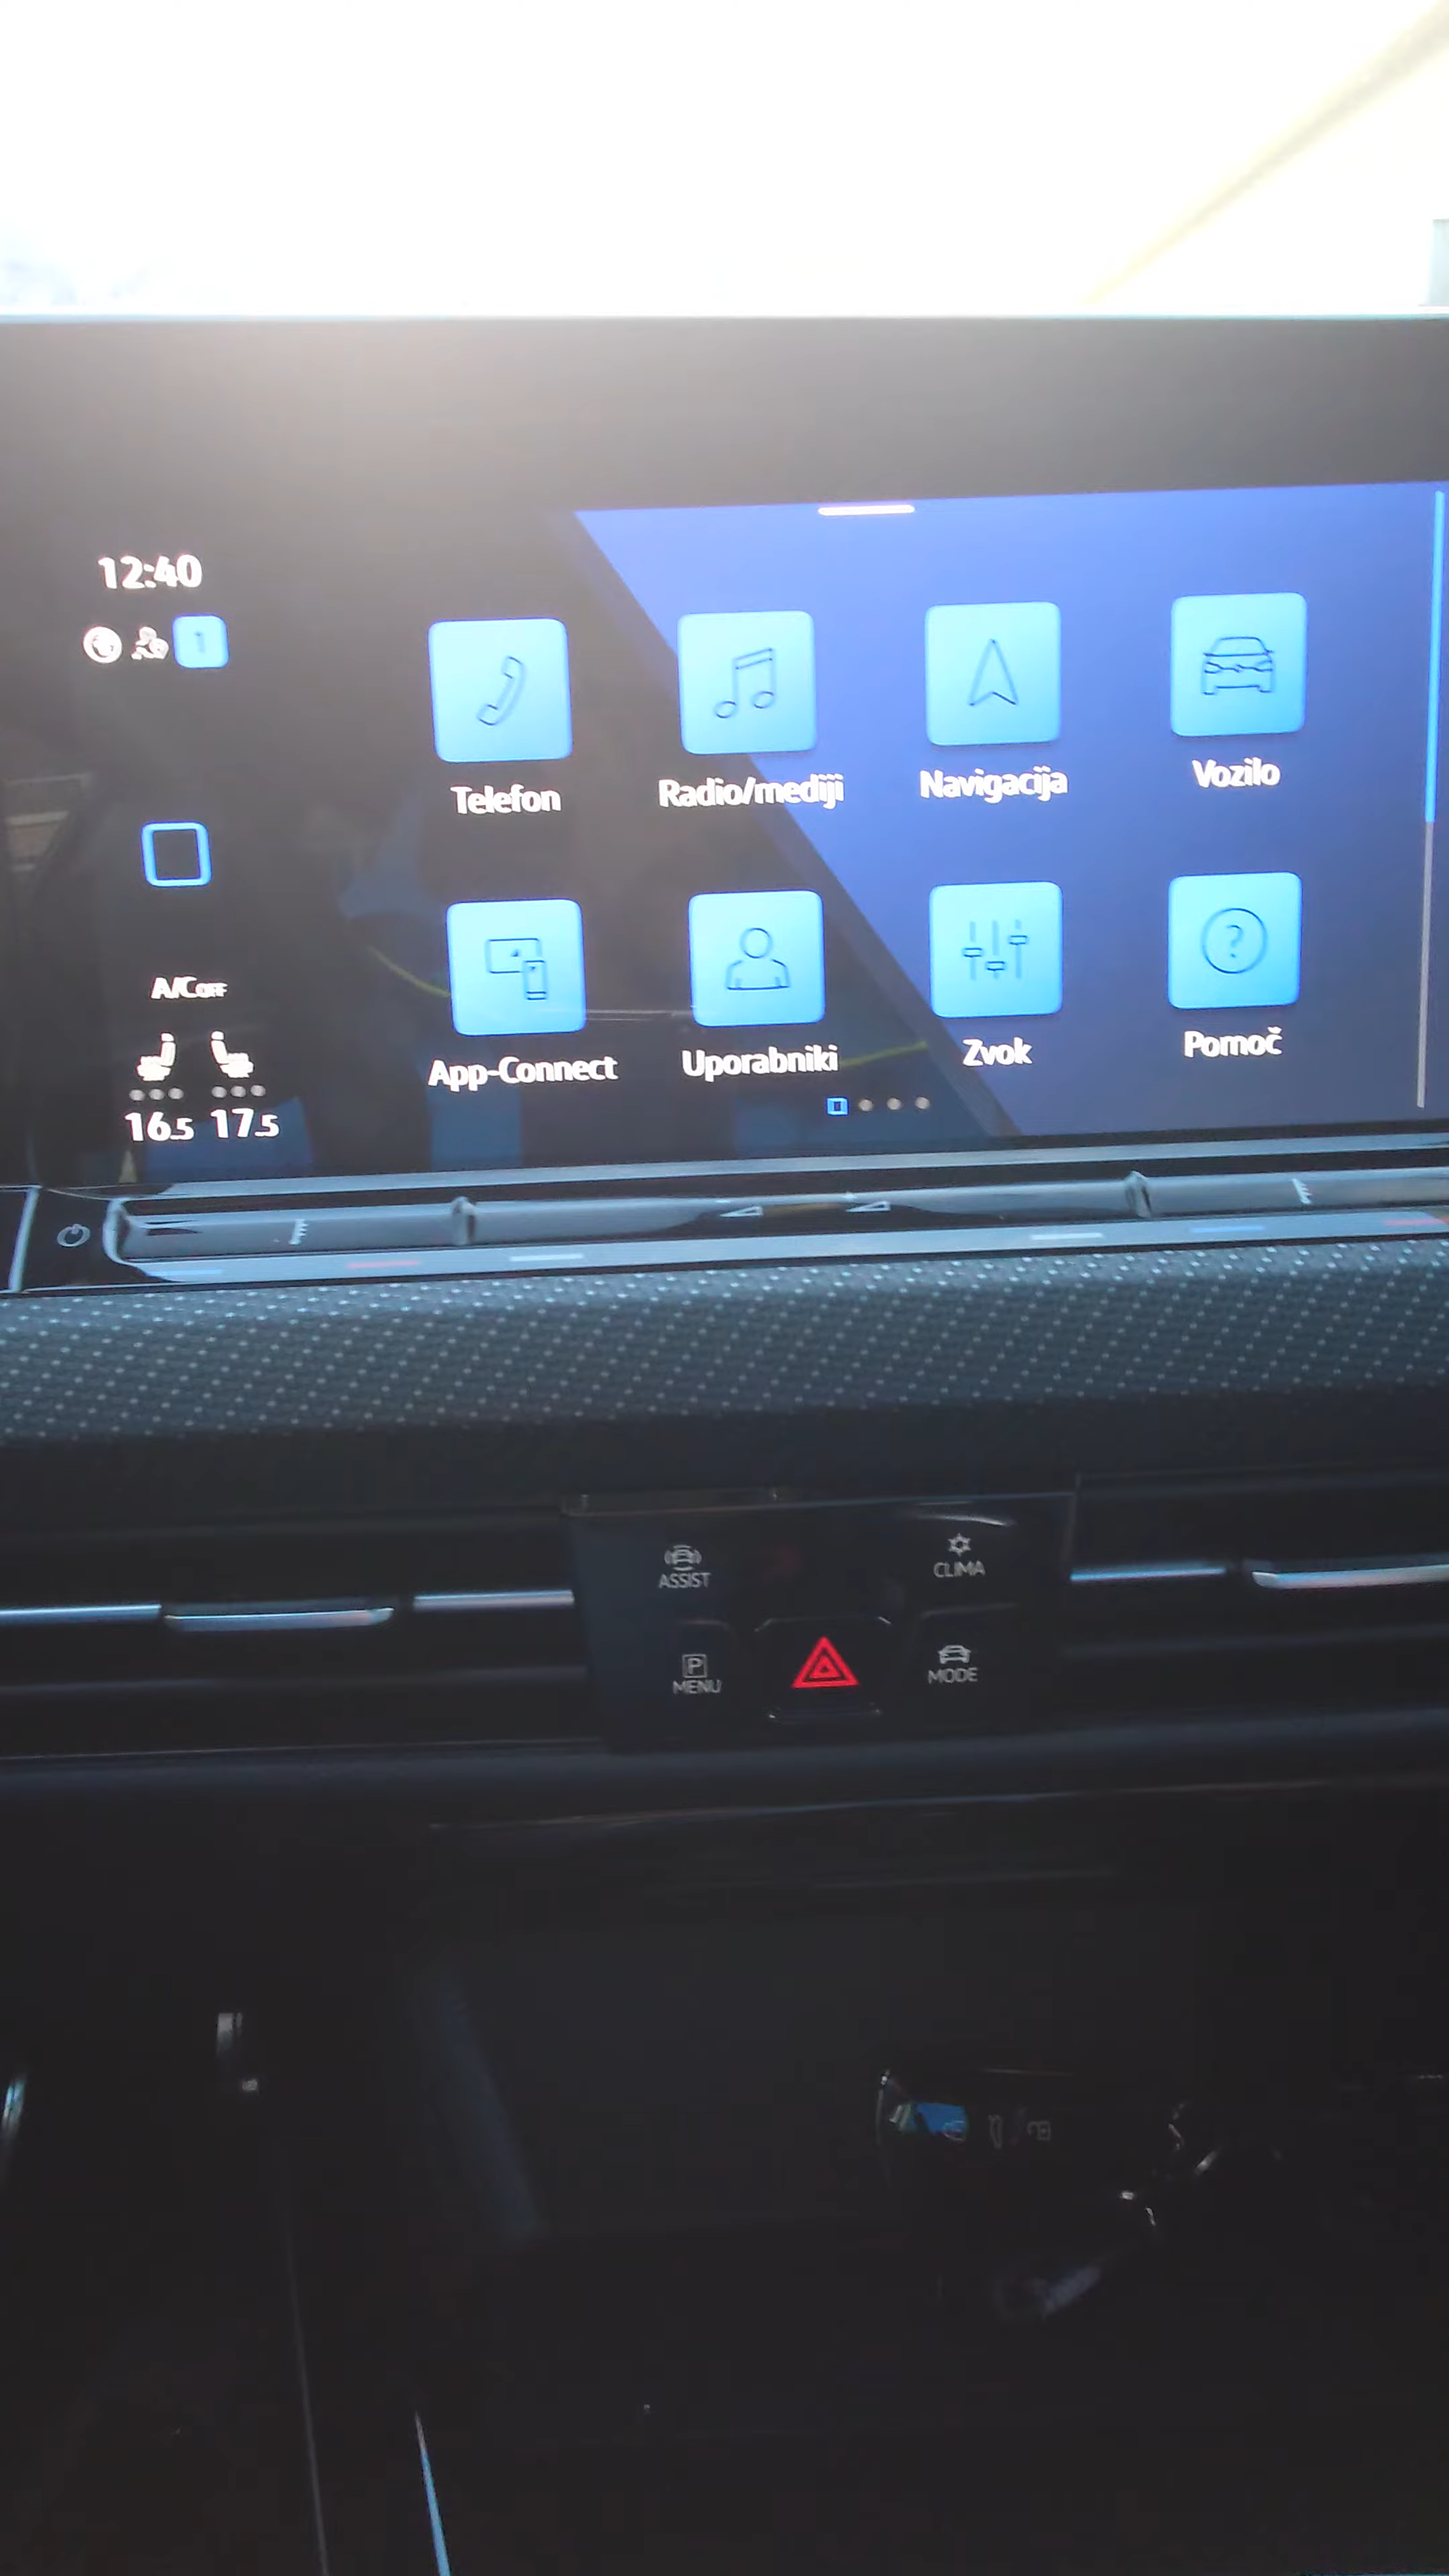 12:40
1
Telefon
Radio/mediji
Navigacija
Vozilo
A/C OFF
App-Connect
Uporabniki
Zvok
Pomoč
16.5 17.5
ASSIST
CLIMA
P
MENU
MODE